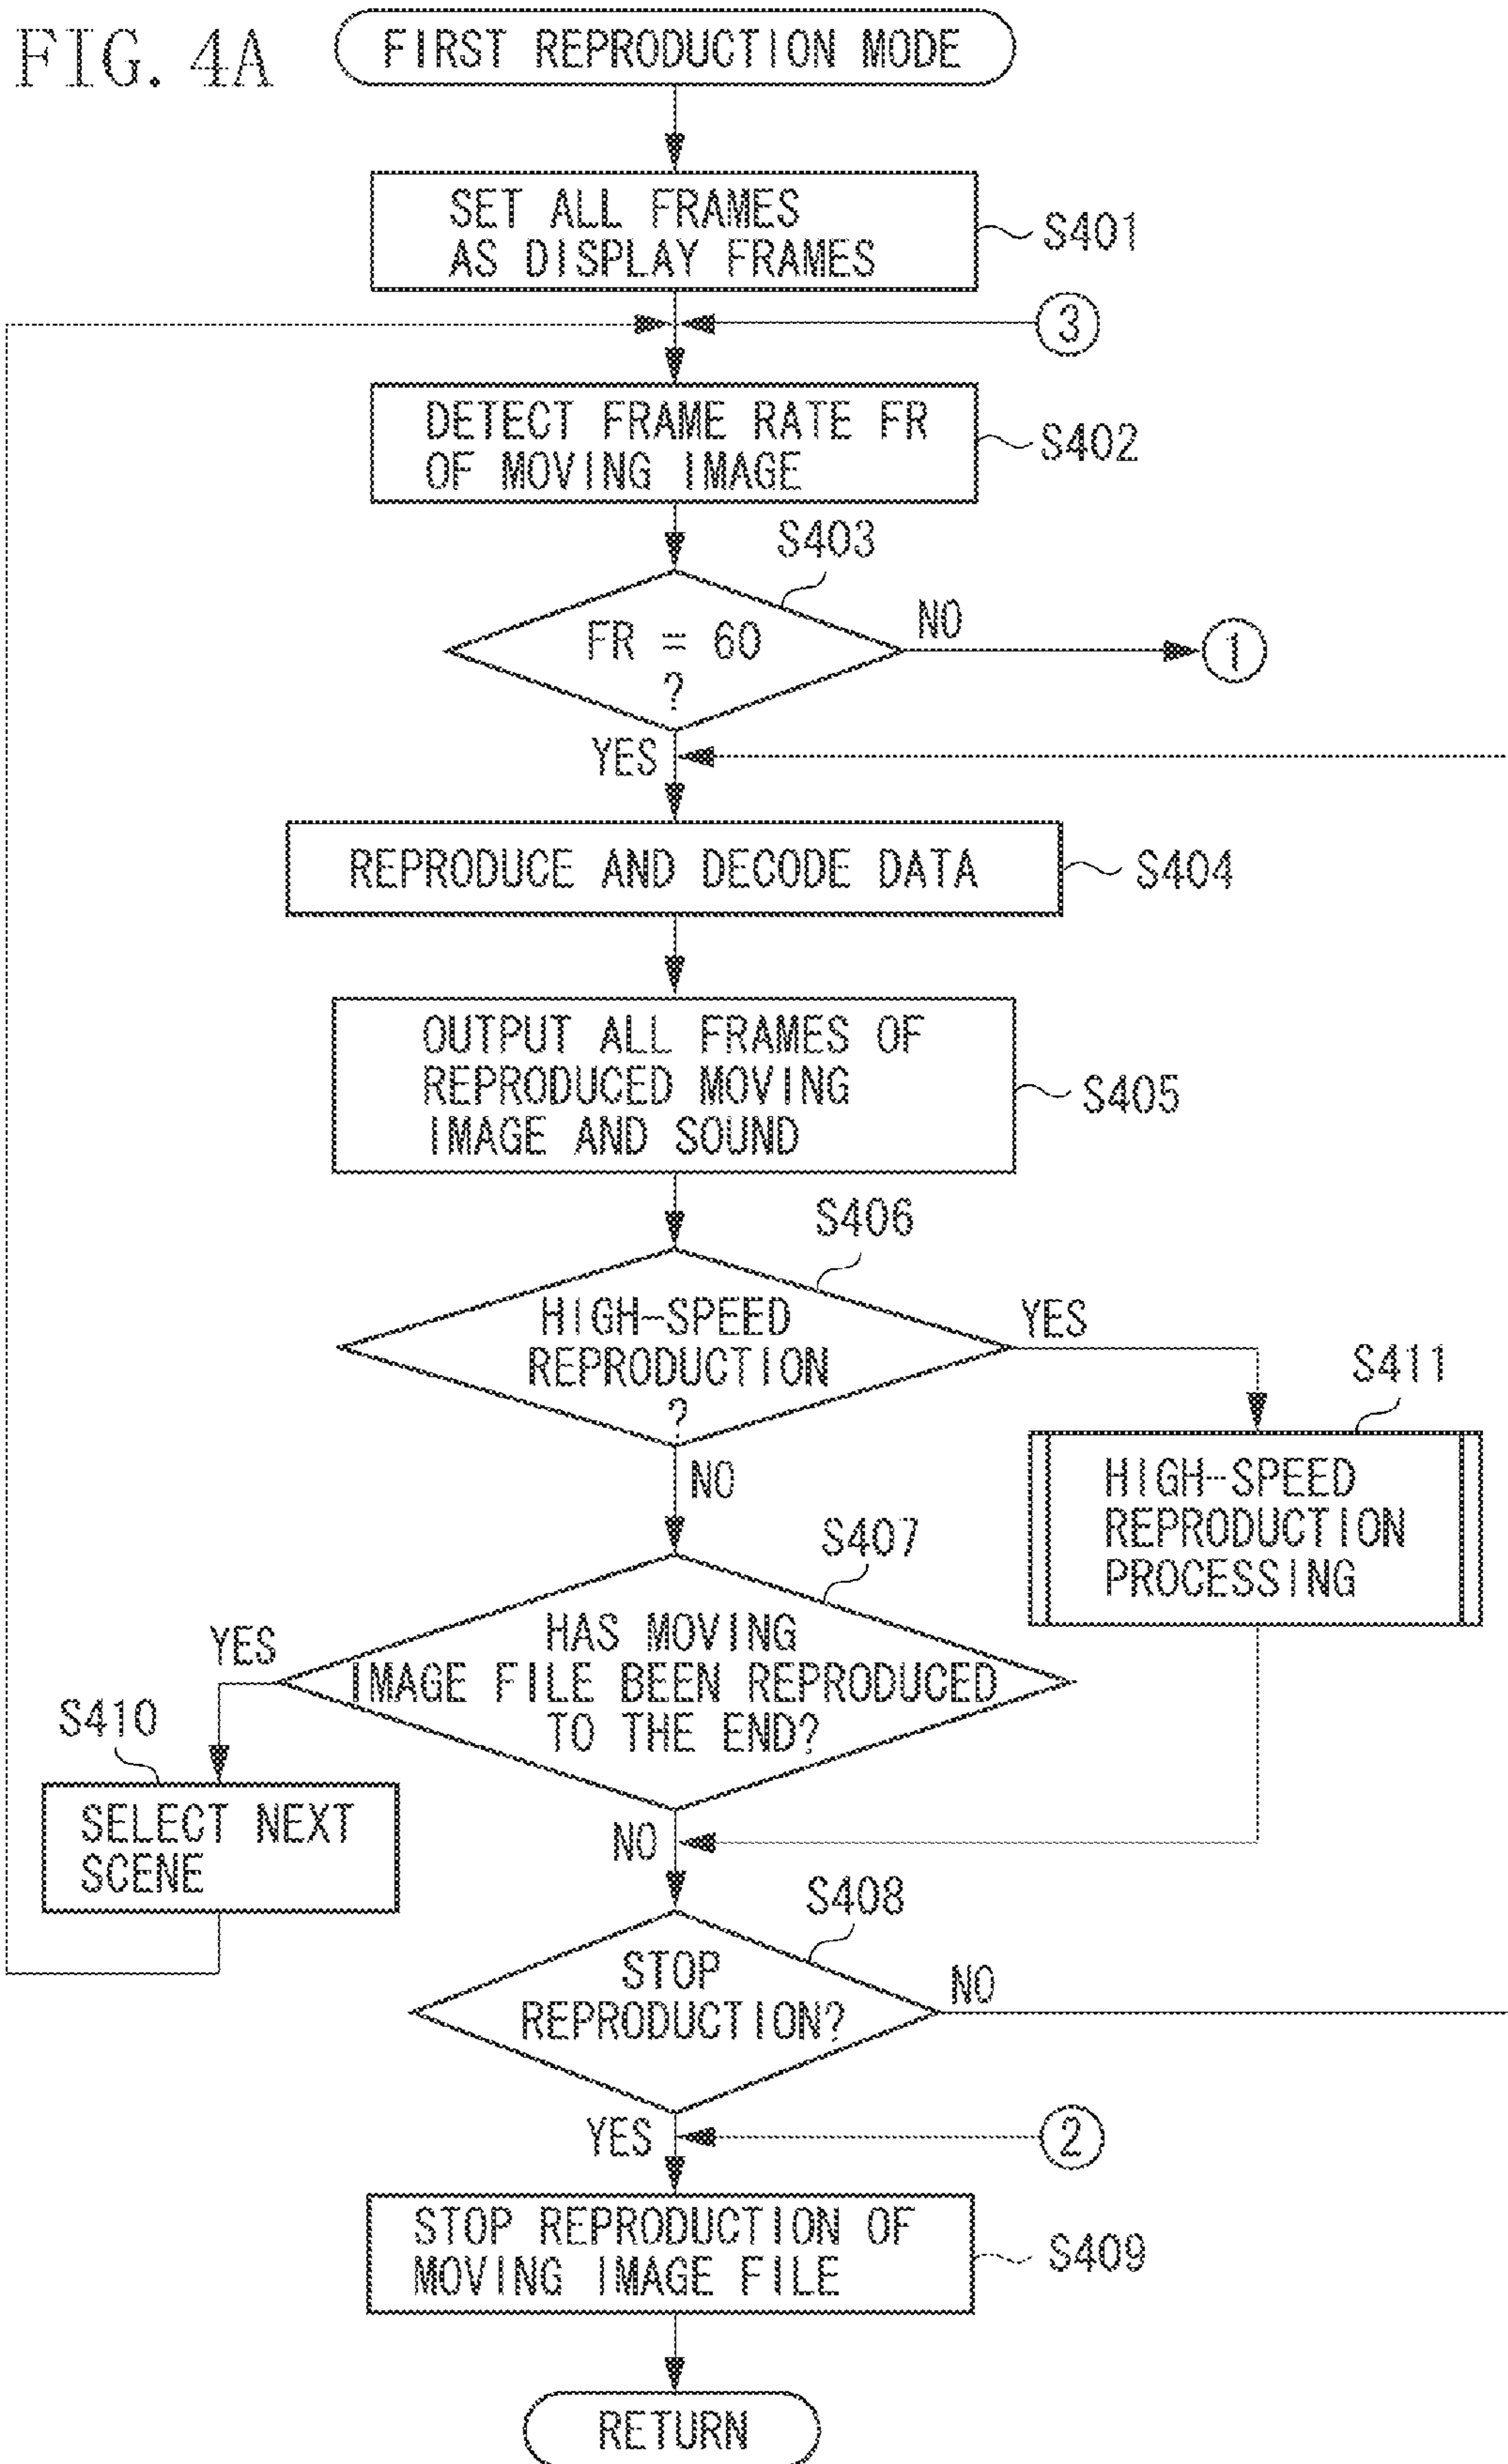 FIG. 4A
FIRST REPRODUCTION MODE
SET ALL FRAMES
AS DISPLAY FRAMES
S401
3
DETECT FRAME RATE FR
OF MOVING IMAGE
S402
S403
FR = 60
?
NO
1
YES
REPRODUCE AND DECODE DATA
S404
OUTPUT ALL FRAMES OF
REPRODUCED MOVING
IMAGE AND SOUND
S405
S406
HIGH-SPEED
REPRODUCTION
?
YES
S411
HIGH-SPEED
REPRODUCTION
PROCESSING
NO
S407
HAS MOVING
IMAGE FILE BEEN REPRODUCED
TO THE END?
YES
S410
SELECT NEXT
SCENE
NO
S408
STOP
REPRODUCTION?
NO
YES
2
STOP REPRODUCTION OF
MOVING IMAGE FILE
S409
RETURN